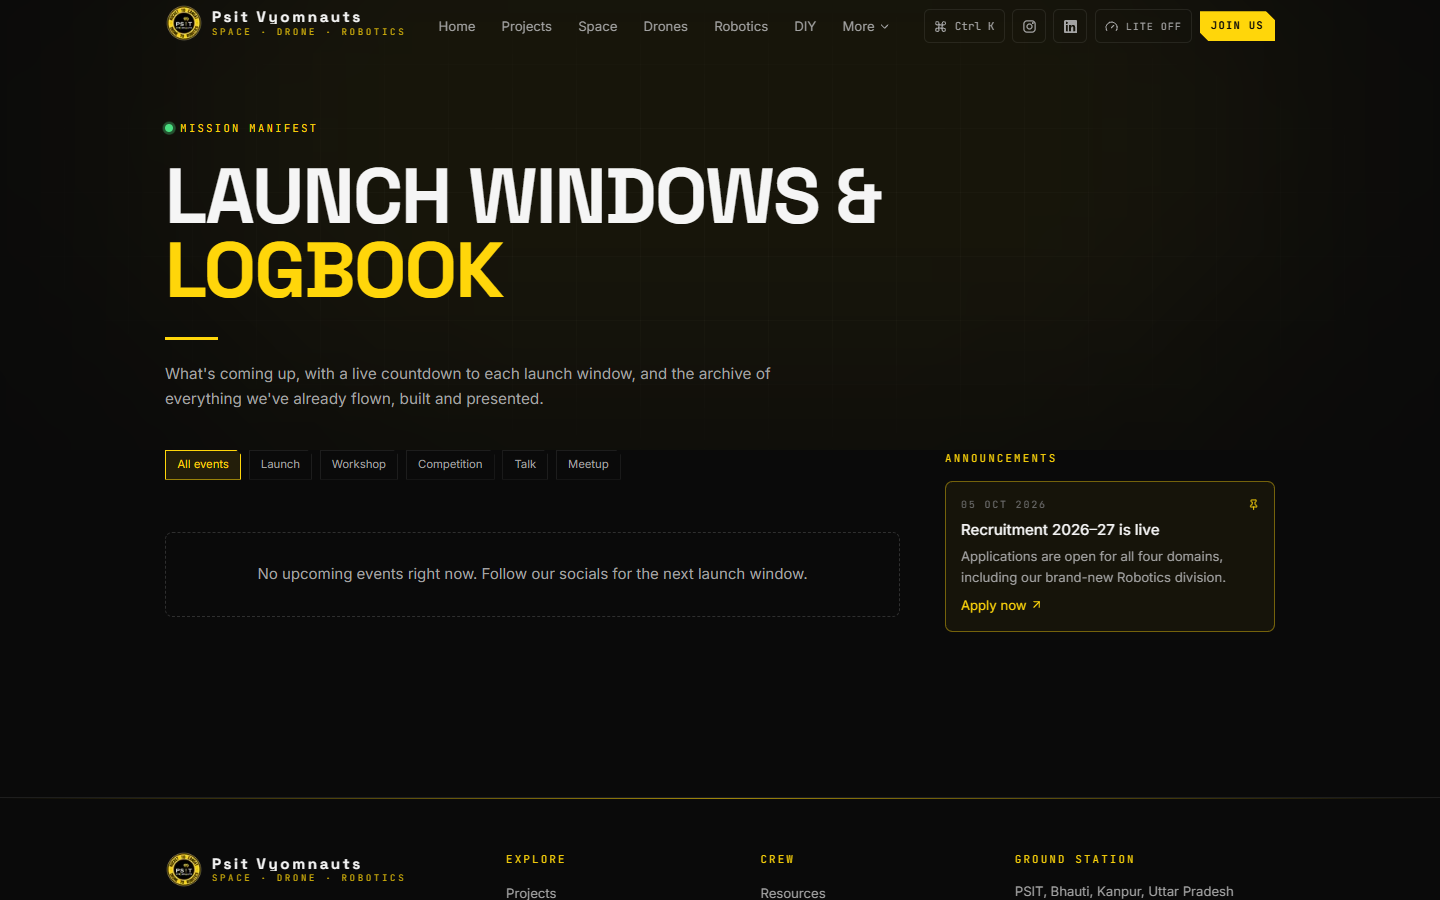 Psit Vyomnauts
SPACE · DRONE · ROBOTICS
Home
Projects
Space
Drones
Robotics
DIY
More
⌘ Ctrl K
LITE OFF
JOIN US
MISSION MANIFEST
LAUNCH WINDOWS &
LOGBOOK
What's coming up, with a live countdown to each launch window, and the archive of
everything we've already flown, built and presented.
All events
Launch
Workshop
Competition
Talk
Meetup
No upcoming events right now. Follow our socials for the next launch window.
ANNOUNCEMENTS
05 OCT 2026
Recruitment 2026–27 is live
Applications are open for all four domains,
including our brand-new Robotics division.
Apply now
Psit Vyomnauts
SPACE · DRONE · ROBOTICS
EXPLORE
Projects
CREW
Resources
GROUND STATION
PSIT, Bhauti, Kanpur, Uttar Pradesh